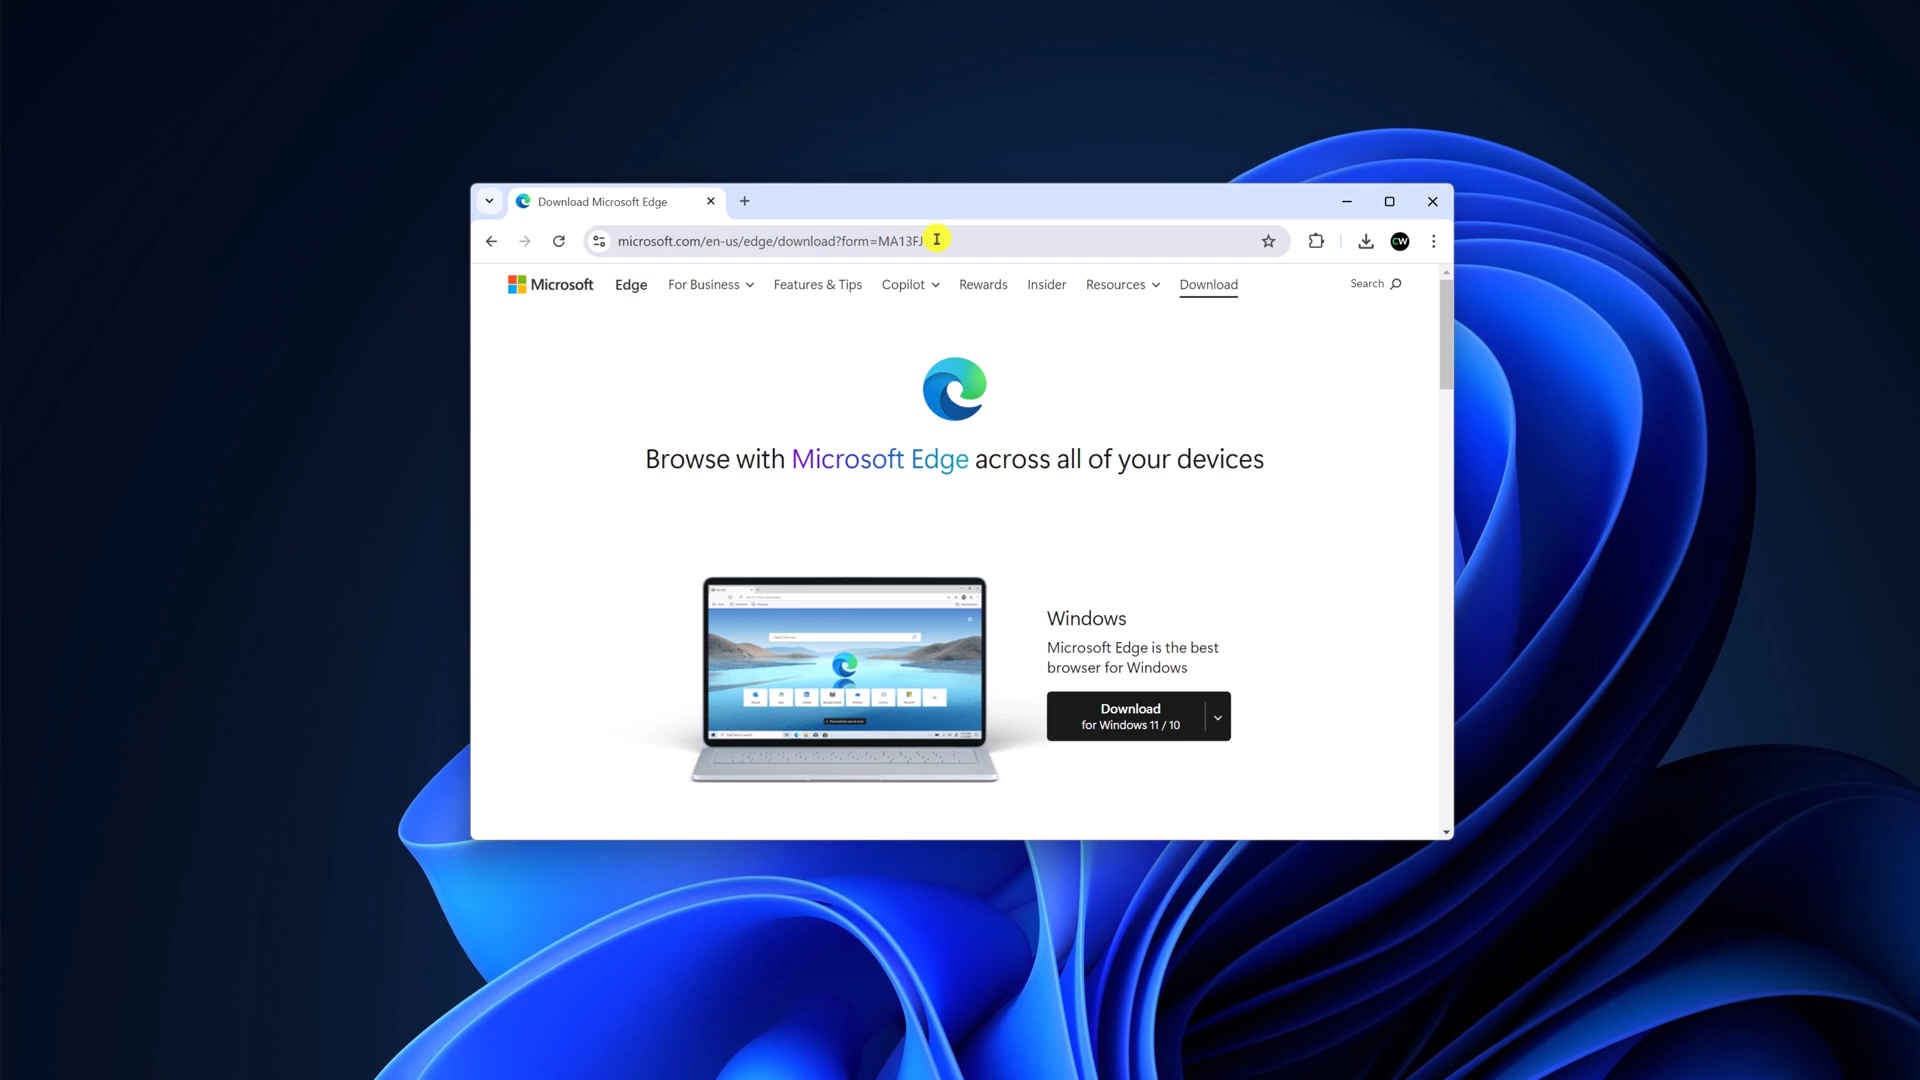 Download Microsoft Edge
microsoft.com/en-us/edge/download?form=MA13FJ
CW
Microsoft Edge For Business Features & Tips Copilot Rewards Insider Resources Download Search
Browse with Microsoft Edge across all of your devices
Windows
Microsoft Edge is the best
browser for Windows
Download
for Windows 11 / 10